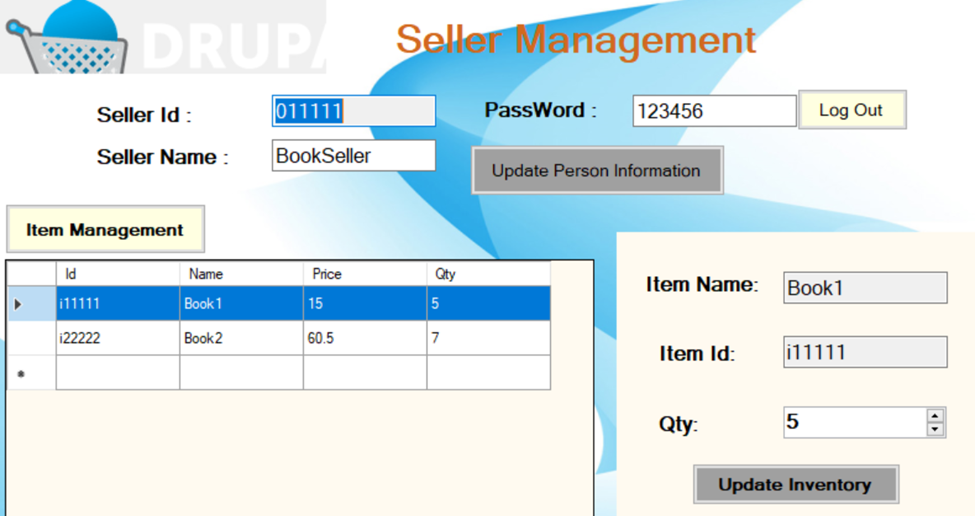 DRUPA
Seller Management
Seller Id : 011111 PassWord : 123456 Log Out
Seller Name : BookSeller Update Person Information
Item Management
Id Name Price Qty
i11111 Book1 15 5
i22222 Book2 60.5 7
Item Name: Book1
Item Id: i11111
Qty: 5
Update Inventory